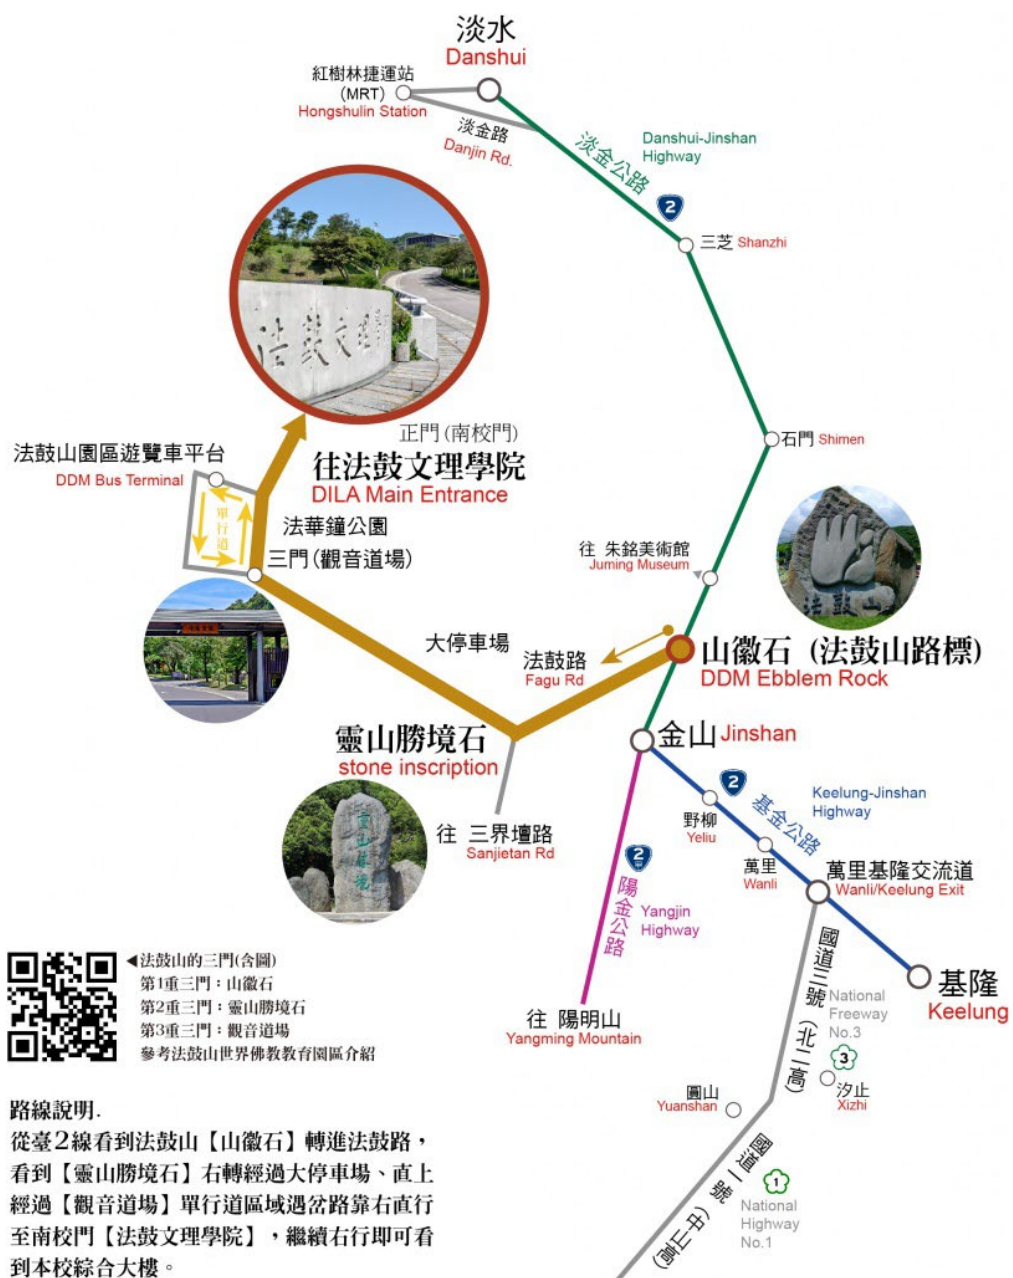 淡水
Danshui
紅樹林捷運站
(MRT)
Hongshulin Station
淡金路
Danjin Rd.
淡金公路
Danshui-Jinshan
Highway
2
三芝 Shanzhi
法鼓文理學
正門(南校門)
往法鼓文理學院
DILA Main Entrance
法鼓山園區遊覽車平台
DDM Bus Terminal
單行道
法華鐘公園
三門(觀音道場)
石門 Shimen
往 朱銘美術館
Juming Museum
法鼓山
大停車場
法鼓路
Fagu Rd
山徽石 (法鼓山路標)
DDM Ebblem Rock
靈山勝境石
stone inscription
靈山勝境
往 三界壇路
Sanjietan Rd
金山 Jinshan
2
基金公路
Keelung-Jinshan
Highway
野柳
Yeliu
萬里
Wanli
萬里基隆交流道
Wanli/Keelung Exit
2
甲
陽金公路
Yangjin
Highway
往 陽明山
Yangming Mountain
基隆
Keelung
國道三號(北二高)
National
Freeway
No.3
3
汐止
Xizhi
圓山
Yuanshan
國道一號(中山高)
1
National
Highway
No.1
◀法鼓山的三門(含圖)
第1重三門：山徽石
第2重三門：靈山勝境石
第3重三門：觀音道場
參考法鼓山世界佛教教育園區介紹
路線說明.
從臺2線看到法鼓山【山徽石】轉進法鼓路，
看到【靈山勝境石】右轉經過大停車場、直上
經過【觀音道場】單行道區域遇岔路靠右直行
至南校門【法鼓文理學院】，繼續右行即可看
到本校綜合大樓。